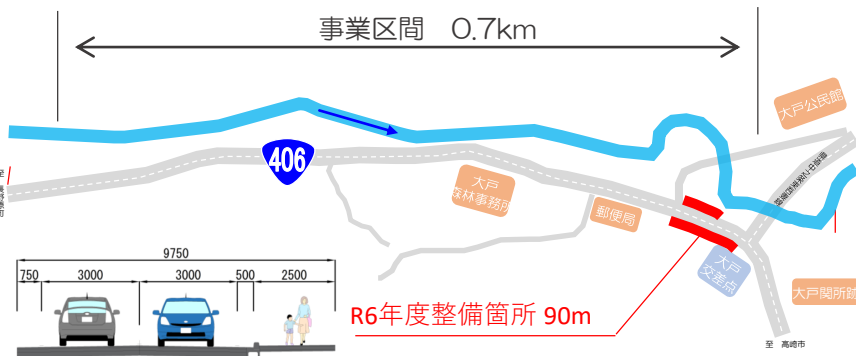 事業区間 0.7km
大戸公民館
406
大戸
森林事務所
郵便局
大戸
交差点
大戸関所跡
9750
750
3000
3000
500
2500
R6年度整備箇所 90m
至 高崎市